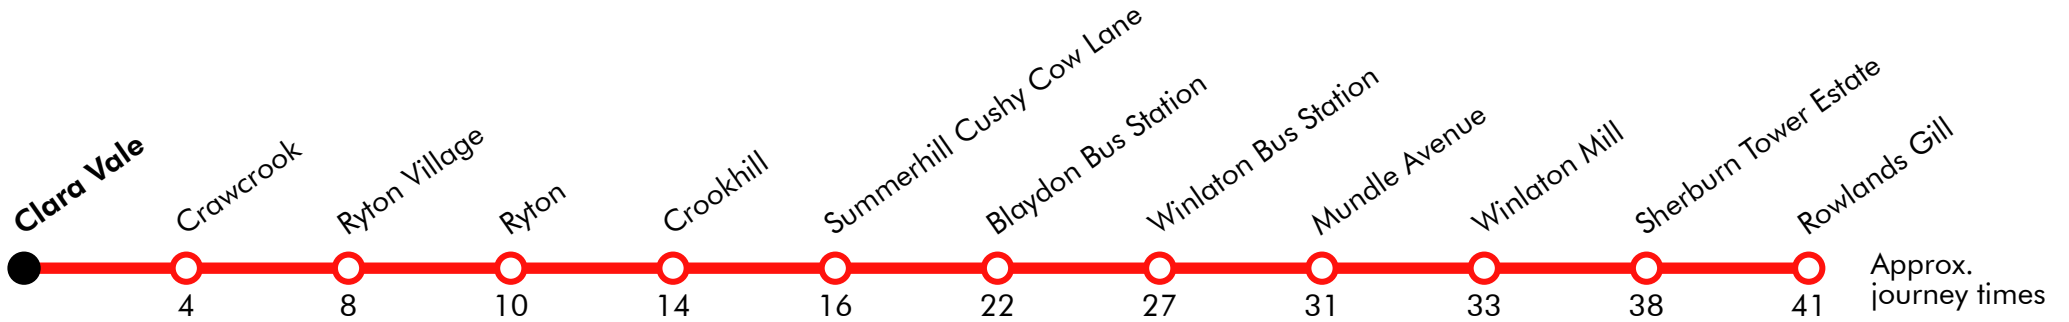 Clara Vale
Crawcrook
Ryton Village
Ryton
Crookhill
Summerhill Cushy Cow Lane
Blaydon Bus Station
Winlaton Bus Station
Mundle Avenue
Winlaton Mill
Sherburn Tower Estate
Rowlands Gill
4 8 10 14 16 22 27 31 33 38 41
Approx.
journey times